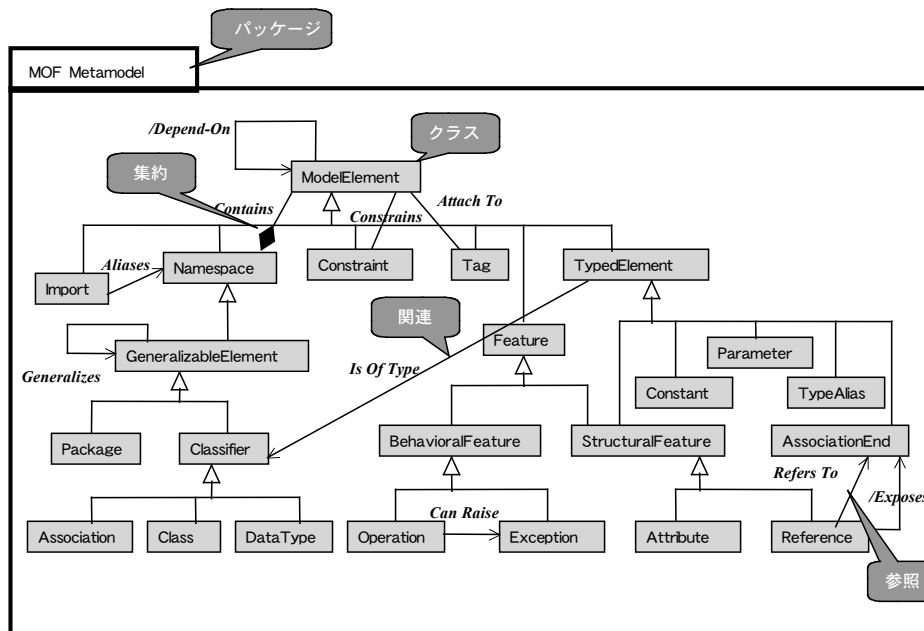 パッケージ
MOF Metamodel
/Depend-On
クラス
集約
ModelElement
Contains
Constrains
Attach To
Import
Aliases
Namespace
Constraint
Tag
TypedElement
関連
GeneralizableElement
Generalizes
Is Of Type
Feature
Parameter
Constant
TypeAlias
Package
Classifier
BehavioralFeature
StructuralFeature
AssociationEnd
Refers To
/Exposes
Can Raise
Association
Class
DataType
Operation
Exception
Attribute
Reference
参照